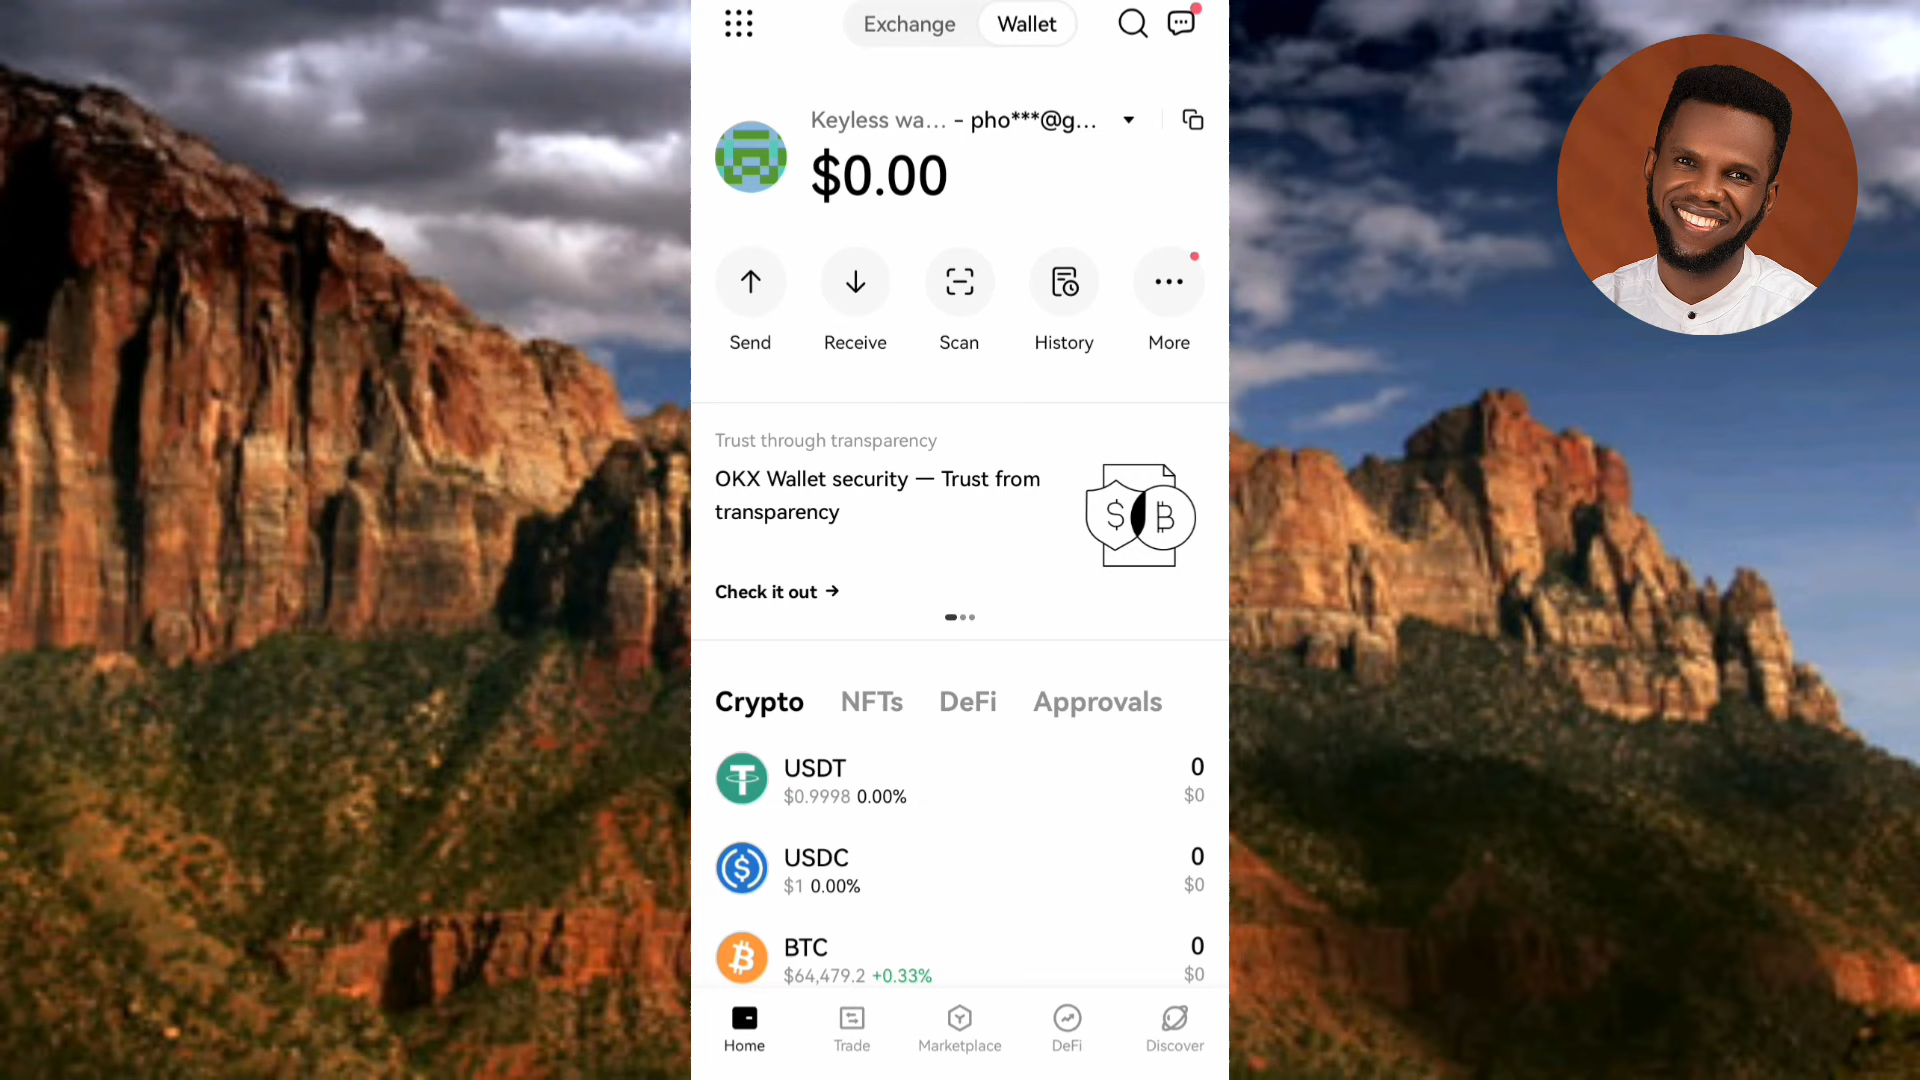 Exchange Wallet
Keyless wa... - pho***@g...
$0.00
Send Receive Scan History More
Trust through transparency
OKX Wallet security — Trust from
transparency
Check it out →
Crypto NFTs DeFi Approvals
USDT 0
$0.9998 0.00% $0
USDC 0
$1 0.00% $0
BTC 0
$64,479.2 +0.33% $0
Home Trade Marketplace DeFi Discover